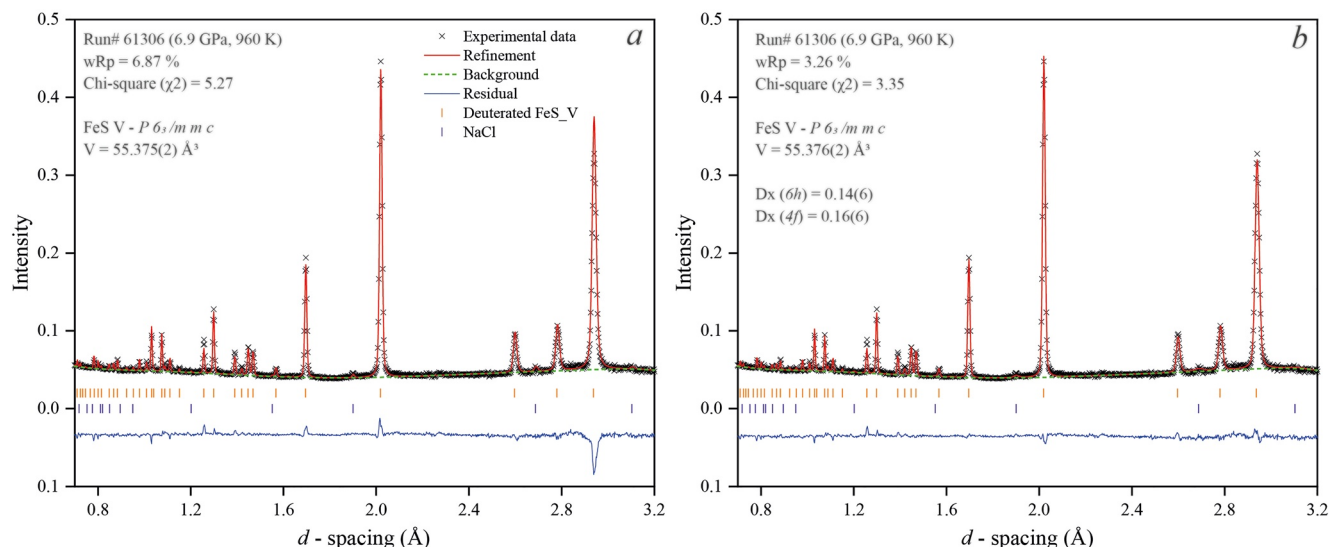 a
Run# 61306 (6.9 GPa, 960 K)
wRp = 6.87 %
Chi-square (χ2) = 5.27
FeS V - P 6₃ /m m c
V = 55.375(2) Å³
Experimental data
Refinement
Background
Residual
Deuterated FeS_V
NaCl
Intensity
0.5
0.4
0.3
0.2
0.1
0.0
0.1
0.8
1.2
1.6
2.0
2.4
2.8
3.2
d - spacing (Å)
b
Run# 61306 (6.9 GPa, 960 K)
wRp = 3.26 %
Chi-square (χ2) = 3.35
FeS V - P 6₃ /m m c
V = 55.376(2) Å³
Dx (6h) = 0.14(6)
Dx (4f) = 0.16(6)
Intensity
0.5
0.4
0.3
0.2
0.1
0.0
0.1
0.8
1.2
1.6
2.0
2.4
2.8
3.2
d - spacing (Å)